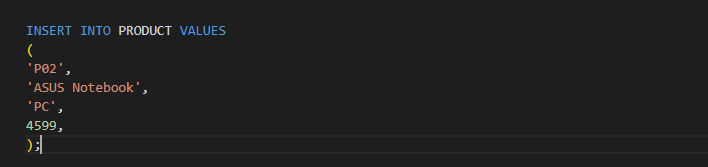 INSERT INTO PRODUCT VALUES
(
'P02',
'ASUS Notebook',
'PC',
4599,
);